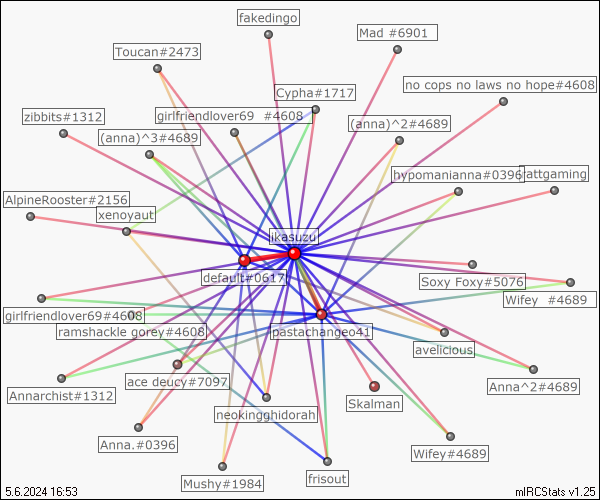 fakedingo
Mad #6901
Toucan#2473
no cops no laws no hope#4608
Cypha#1717
zibbits#1312
girlfriendlover69 #4608
(anna)^2#4689
(anna)^3#4689
hypomanianna#0396
rattgaming
AlpineRooster#2156
xenoyaut
ikasuzu
default#0617
Soxy Foxy#5076
Wifey #4689
girlfriendlover69#4608
ramshackle gorey#4608
pastachangeo41
avelicious
ace deucy#7097
Anna^2#4689
Annarchist#1312
Skalman
neokingghidorah
Anna.#0396
Wifey#4689
Mushy#1984
frisout
5.6.2024 16:53
mIRCStats v1.25